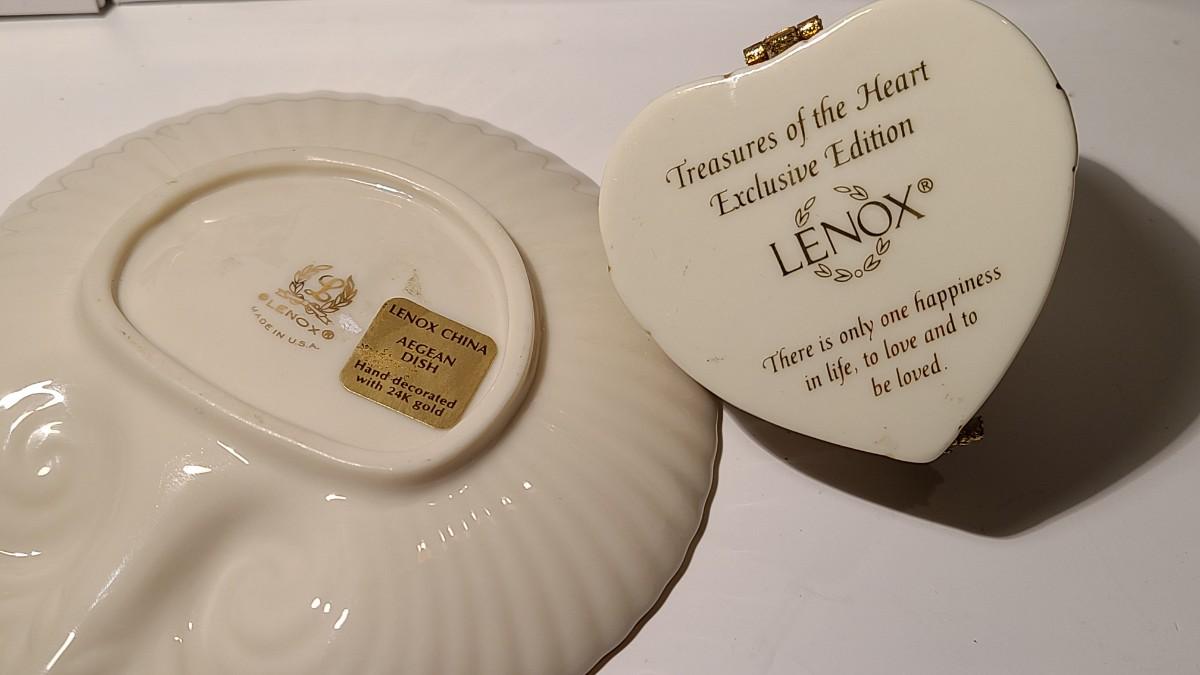 L
©LENOX®
MADE IN U.S.A.
LENOX CHINA
AEGEAN
DISH
Hand decorated
with 24K gold
Treasures of the Heart
Exclusive Edition
LENOX®
There is only one happiness
in life, to love and to
be loved.